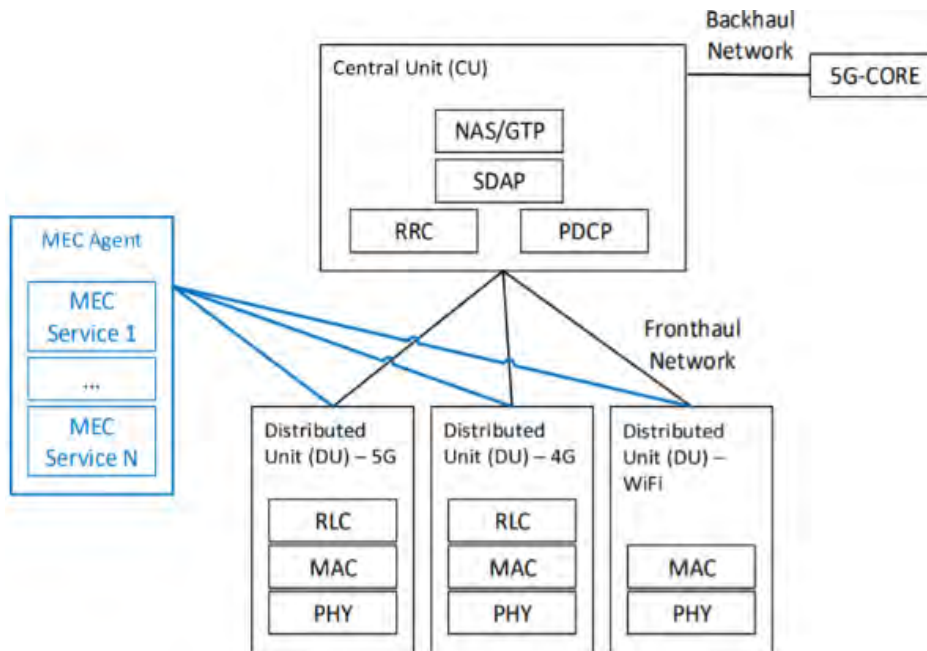 Backhaul
Network
Central Unit (CU)
5G-CORE
NAS/GTP
SDAP
RRC
PDCP
MEC Agent
MEC
Service 1
...
MEC
Service N
Fronthaul
Network
Distributed
Unit (DU) – 5G
RLC
MAC
PHY
Distributed
Unit (DU) – 4G
RLC
MAC
PHY
Distributed
Unit (DU) –
WiFi
MAC
PHY